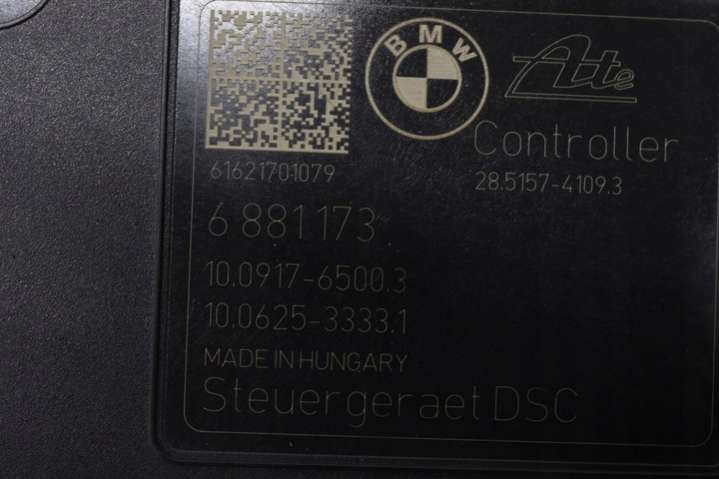 BMW
Ate
Controller
61621701079
28.5157-4109.3
6 881 173
10.0917-6500.3
10.0625-3333.1
MADE IN HUNGARY
Steuergeraet DSC